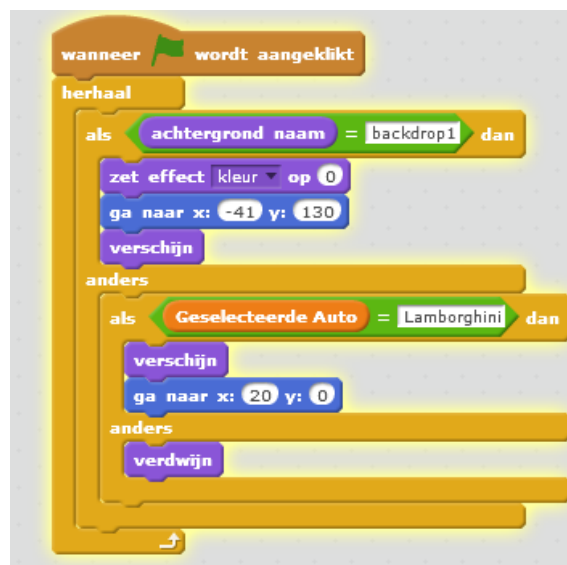 wanneer wordt aangeklikt
herhaal
als achtergrond naam = backdrop1 dan
zet effect kleur op 0
ga naar x: -41 y: 130
verschijn
anders
als Geselecteerde Auto = Lamborghini dan
verschijn
ga naar x: 20 y: 0
anders
verdwijn